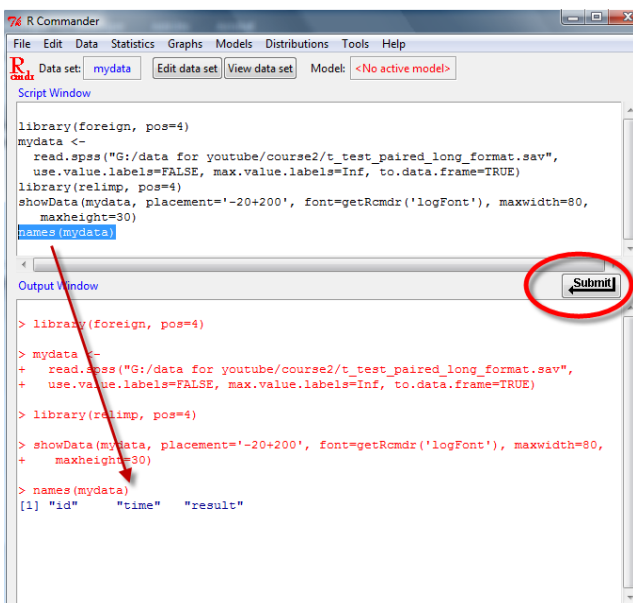 R Commander
File Edit Data Statistics Graphs Models Distributions Tools Help
R cmdr Data set: mydata Edit data set View data set Model: <No active model>
Script Window
library(foreign, pos=4)
mydata <-
read.spss("G:/data for youtube/course2/t_test_paired_long_format.sav",
use.value.labels=FALSE, max.value.labels=Inf, to.data.frame=TRUE)
library(relimp, pos=4)
showData(mydata, placement='-20+200', font=getRcmdr('logFont'), maxwidth=80,
maxheight=30)
names(mydata)
Output Window
Submit
> library(foreign, pos=4)
> mydata <-
+ read.spss("G:/data for youtube/course2/t_test_paired_long_format.sav",
+ use.value.labels=FALSE, max.value.labels=Inf, to.data.frame=TRUE)
> library(relimp, pos=4)
> showData(mydata, placement='-20+200', font=getRcmdr('logFont'), maxwidth=80,
+ maxheight=30)
> names(mydata)
[1] "id" "time" "result"